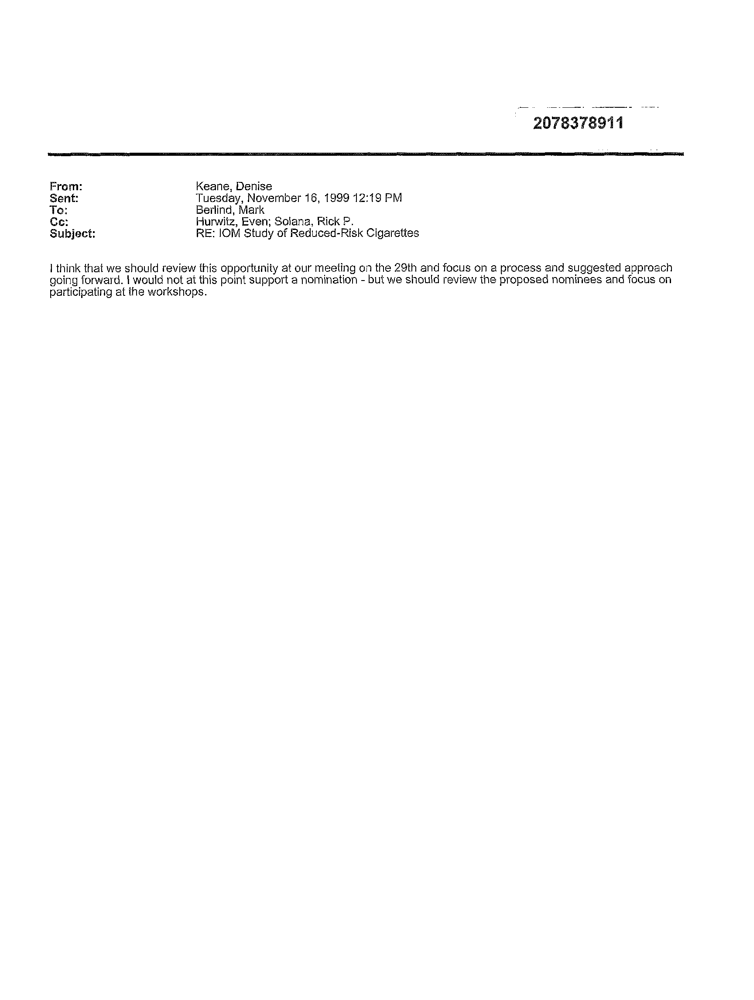 2078378911
From: Keane, Denise
Sent: Tuesday, November 16, 1999 12:19 PM
To: Berlind, Mark
Cc: Hurwitz, Even; Solana, Rick P.
Subject: RE: IOM Study of Reduced-Risk Cigarettes
I think that we should review this opportunity at our meeting on the 29th and focus on a process and suggested approach
going forward. I would not at this point support a nomination - but we should review the proposed nominees and focus on
participating at the workshops.